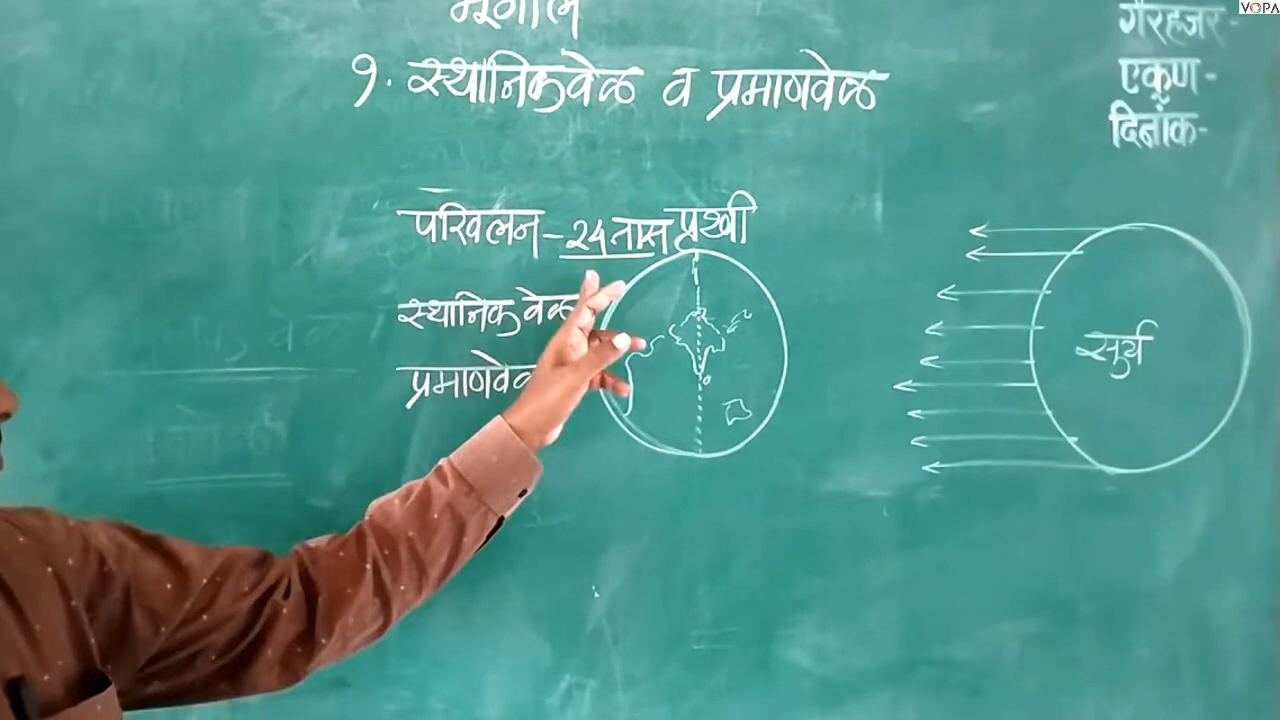 भूगोल
१. स्थानिकवेळ व प्रमाणवेळ
गैरहजर-
एकूण-
दिनांक-
परिवलन - २४ तास
पृथ्वी
स्थानिक वेळ
प्रमाणवेळ
सुर्य
VOPA